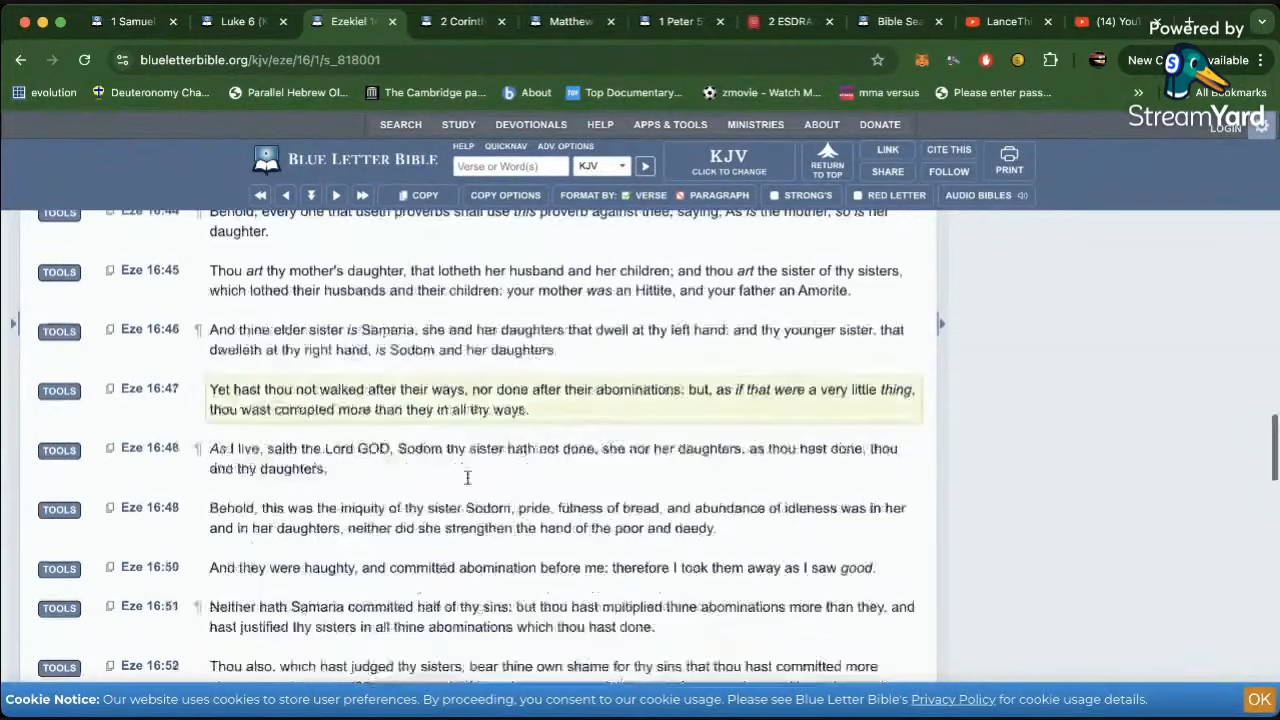 1 Samuel
Luke 6 (K
Ezekiel 1
2 Corinth
Matthew
1 Peter 5
2 ESDRA
Bible Sea
LanceThi
(14) You
Powered by
blueletterbible.org/kjv/eze/16/1/s_818001
New C
vailable
evolution
Deuteronomy Cha...
Parallel Hebrew Ol...
The Cambridge pa...
About
Top Documentary...
zmovie - Watch M...
mma versus
Please enter pass...
»
All Bookmarks
StreamYard
SEARCH STUDY DEVOTIONALS HELP APPS & TOOLS MINISTRIES ABOUT DONATE
LOGIN
BLUE LETTER BIBLE
HELP QUICKNAV ADV. OPTIONS
Verse or Word(s)
KJV
KJV
CLICK TO CHANGE
RETURN
TO TOP
LINK
CITE THIS
SHARE
FOLLOW
PRINT
COPY
COPY OPTIONS
FORMAT BY: VERSE PARAGRAPH
STRONG'S
RED LETTER
AUDIO BIBLES
TOOLS Eze 16:44 ¶ Behold, every one that useth proverbs shall use this proverb against thee, saying, As is the mother, so is her
daughter.
TOOLS Eze 16:45 Thou art thy mother's daughter, that lotheth her husband and her children; and thou art the sister of thy sisters,
which lothed their husbands and their children: your mother was an Hittite, and your father an Amorite.
TOOLS Eze 16:46 ¶ And thine elder sister is Samaria, she and her daughters that dwell at thy left hand: and thy younger sister, that
dwelleth at thy right hand, is Sodom and her daughters.
TOOLS Eze 16:47 Yet hast thou not walked after their ways, nor done after their abominations: but, as if that were a very little thing,
thou wast corrupted more than they in all thy ways.
TOOLS Eze 16:48 ¶ As I live, saith the Lord GOD, Sodom thy sister hath not done, she nor her daughters, as thou hast done, thou
and thy daughters.
TOOLS Eze 16:49 Behold, this was the iniquity of thy sister Sodom, pride, fulness of bread, and abundance of idleness was in her
and in her daughters, neither did she strengthen the hand of the poor and needy.
TOOLS Eze 16:50 And they were haughty, and committed abomination before me: therefore I took them away as I saw good.
TOOLS Eze 16:51 ¶ Neither hath Samaria committed half of thy sins; but thou hast multiplied thine abominations more than they, and
hast justified thy sisters in all thine abominations which thou hast done.
TOOLS Eze 16:52 Thou also, which hast judged thy sisters, bear thine own shame for thy sins that thou hast committed more
Cookie Notice: Our website uses cookies to store user preferences. By proceeding, you consent to our cookie usage. Please see Blue Letter Bible's Privacy Policy for cookie usage details.
OK